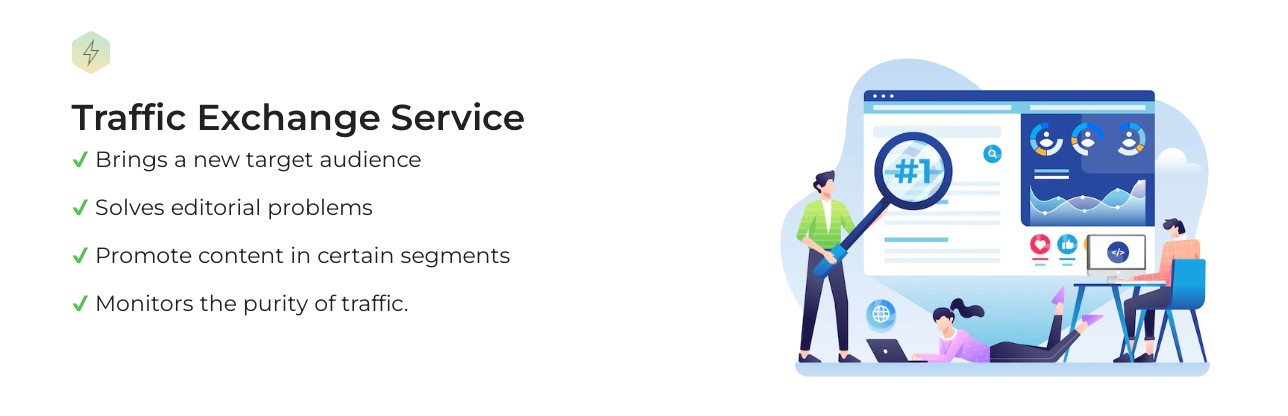 Traffic Exchange Service
✓ Brings a new target audience
✓ Solves editorial problems
✓ Promote content in certain segments
✓ Monitors the purity of traffic.
#1
</>